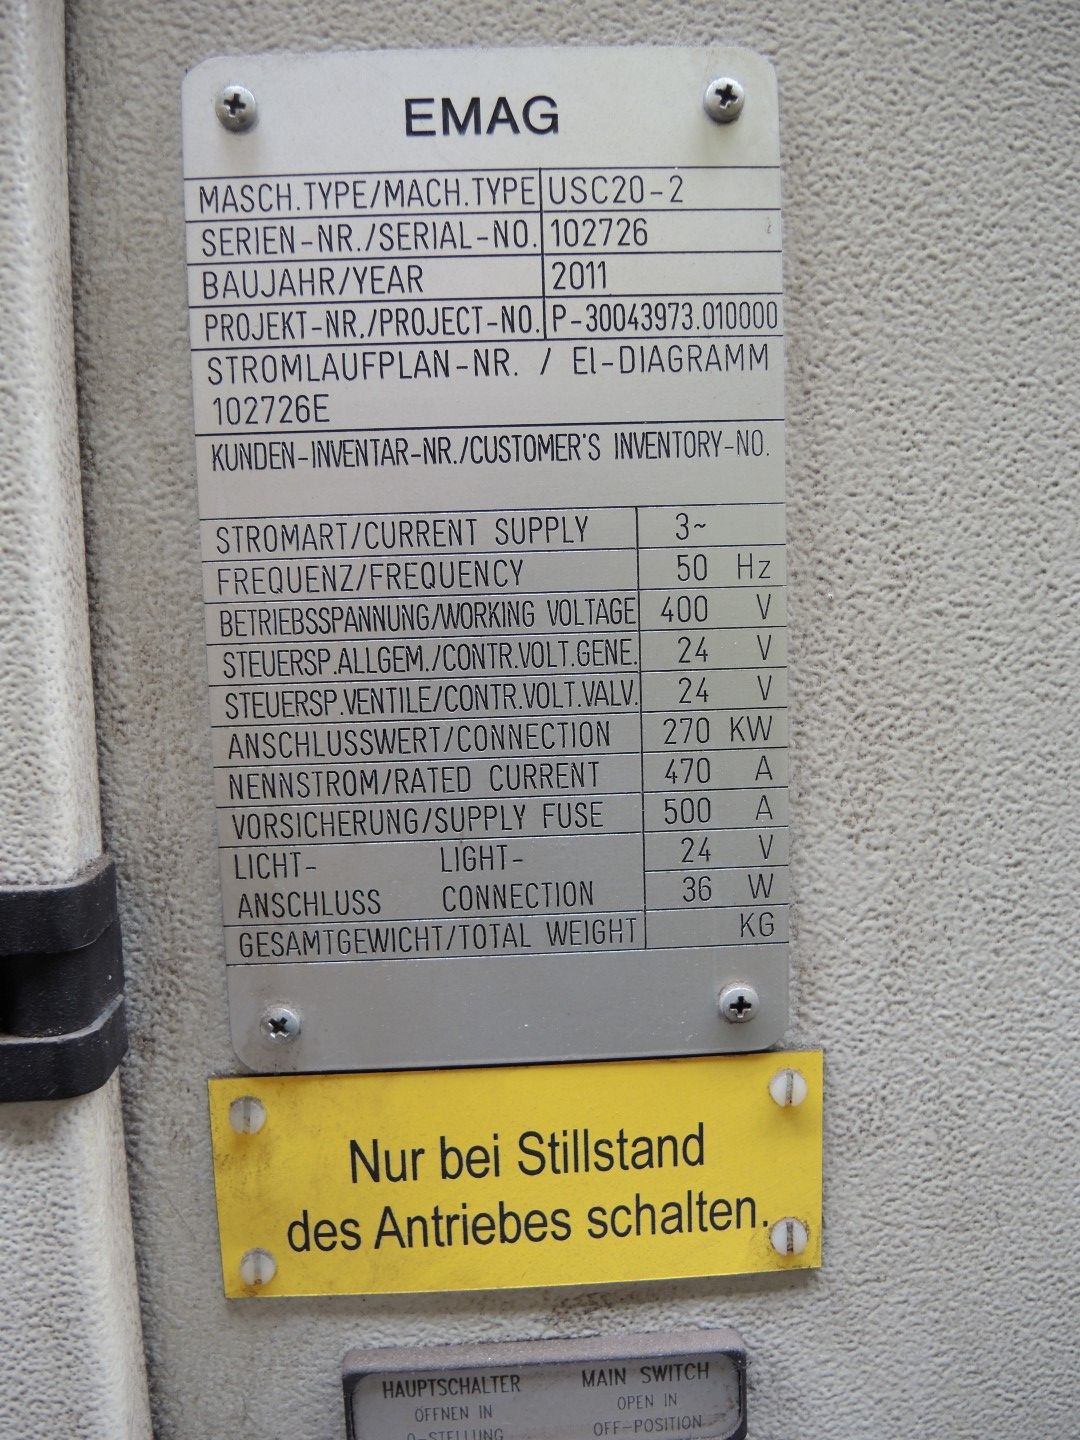 EMAG
MASCH.TYPE/MACH.TYPE USC20-2
SERIEN-NR./SERIAL-NO. 102726
BAUJAHR/YEAR 2011
PROJEKT-NR./PROJECT-NO. P-30043973.010000
STROMLAUFPLAN-NR. / El-DIAGRAMM
102726E
KUNDEN-INVENTAR-NR./CUSTOMER'S INVENTORY-NO.
STROMART/CURRENT SUPPLY 3~
FREQUENZ/FREQUENCY 50 Hz
BETRIEBSSPANNUNG/WORKING VOLTAGE 400 V
STEUERSP.ALLGEM./CONTR.VOLT.GENE. 24 V
STEUERSP.VENTILE/CONTR.VOLT.VALV. 24 V
ANSCHLUSSWERT/CONNECTION 270 KW
NENNSTROM/RATED CURRENT 470 A
VORSICHERUNG/SUPPLY FUSE 500 A
LICHT- LIGHT- 24 V
ANSCHLUSS CONNECTION 36 W
GESAMTGEWICHT/TOTAL WEIGHT KG
Nur bei Stillstand
des Antriebes schalten.
HAUPTSCHALTER MAIN SWITCH
ÖFFNEN IN OPEN IN
0-STELLUNG OFF-POSITION